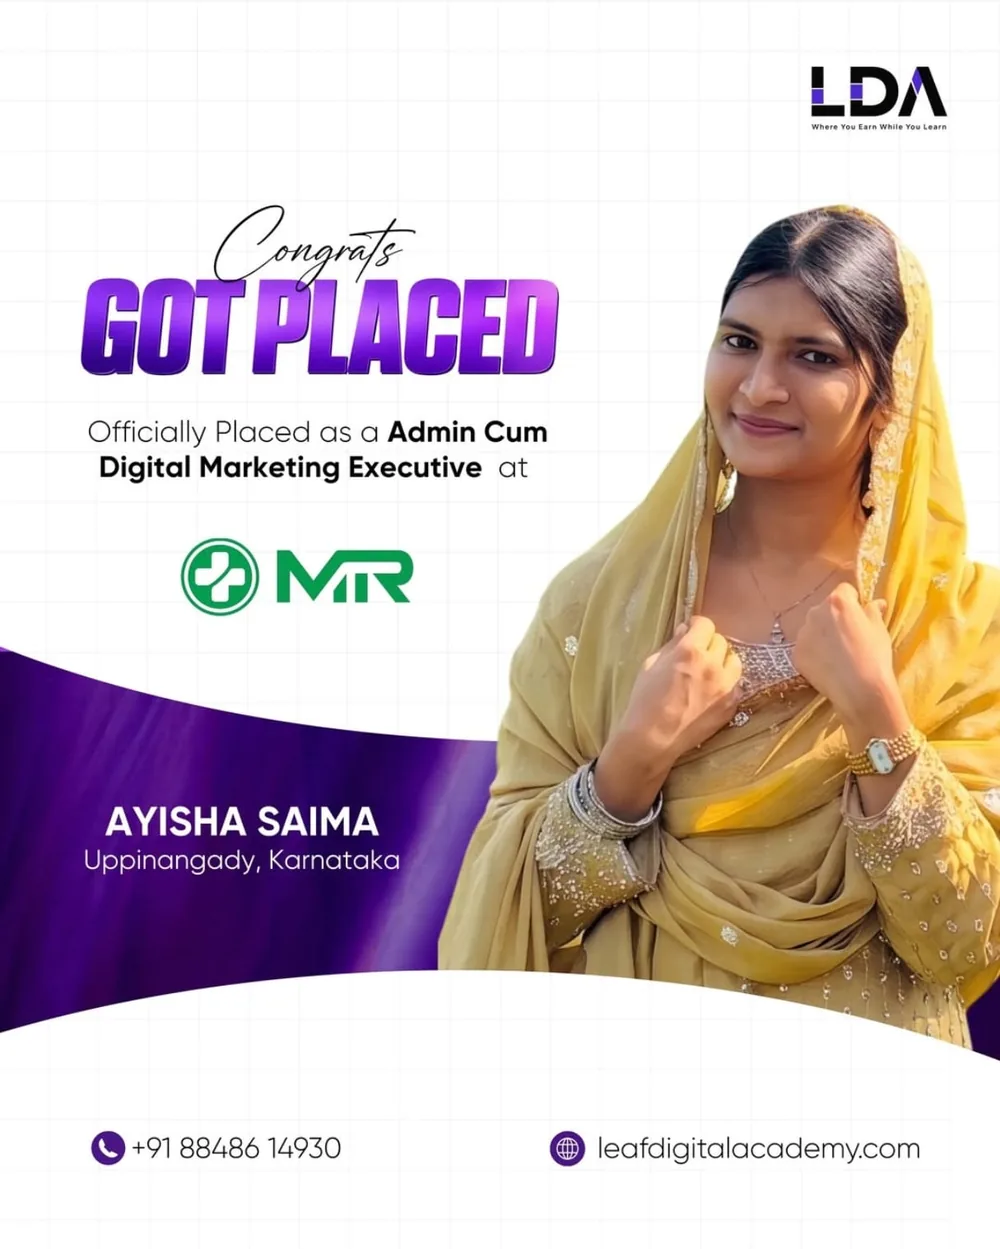 LDA
Where You Earn While You Learn
Congrats
GOT PLACED
Officially Placed as a Admin Cum
Digital Marketing Executive at
MTR
AYISHA SAIMA
Uppinangady, Karnataka
+91 88486 14930
leafdigitalacademy.com